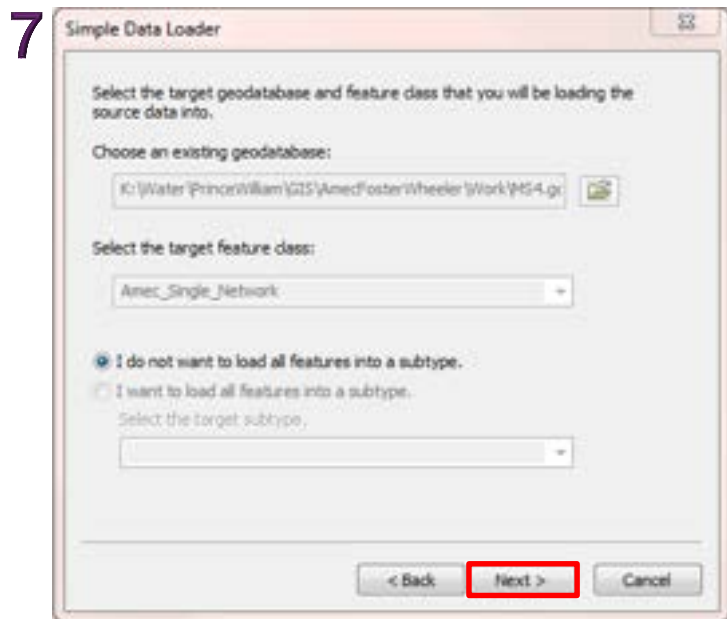 7
Simple Data Loader
Select the target geodatabase and feature class that you will be loading the
source data into.
Choose an existing geodatabase:
K:\Water\PrinceWilliam\GIS\AmecFosterWheeler\Work\MS4.gc
Select the target feature class:
Amec_Single_Network
I do not want to load all features into a subtype.
I want to load all features into a subtype.
Select the target subtype.
< Back Next > Cancel